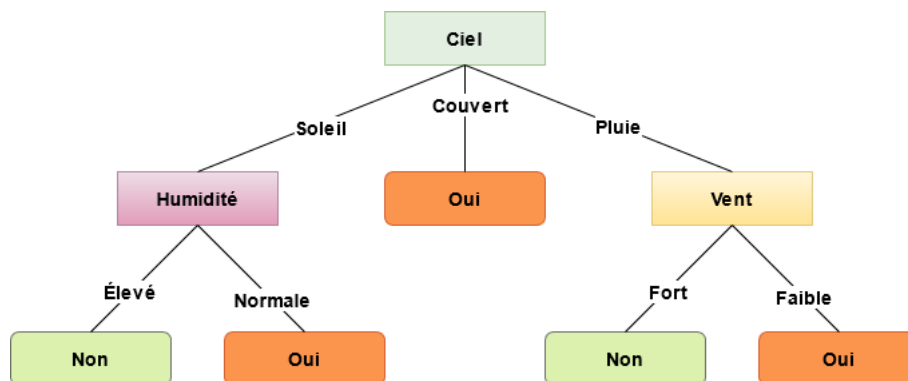 Ciel
Soleil
Couvert
Pluie
Humidité
Oui
Vent
Élevé
Normale
Fort
Faible
Non
Oui
Non
Oui